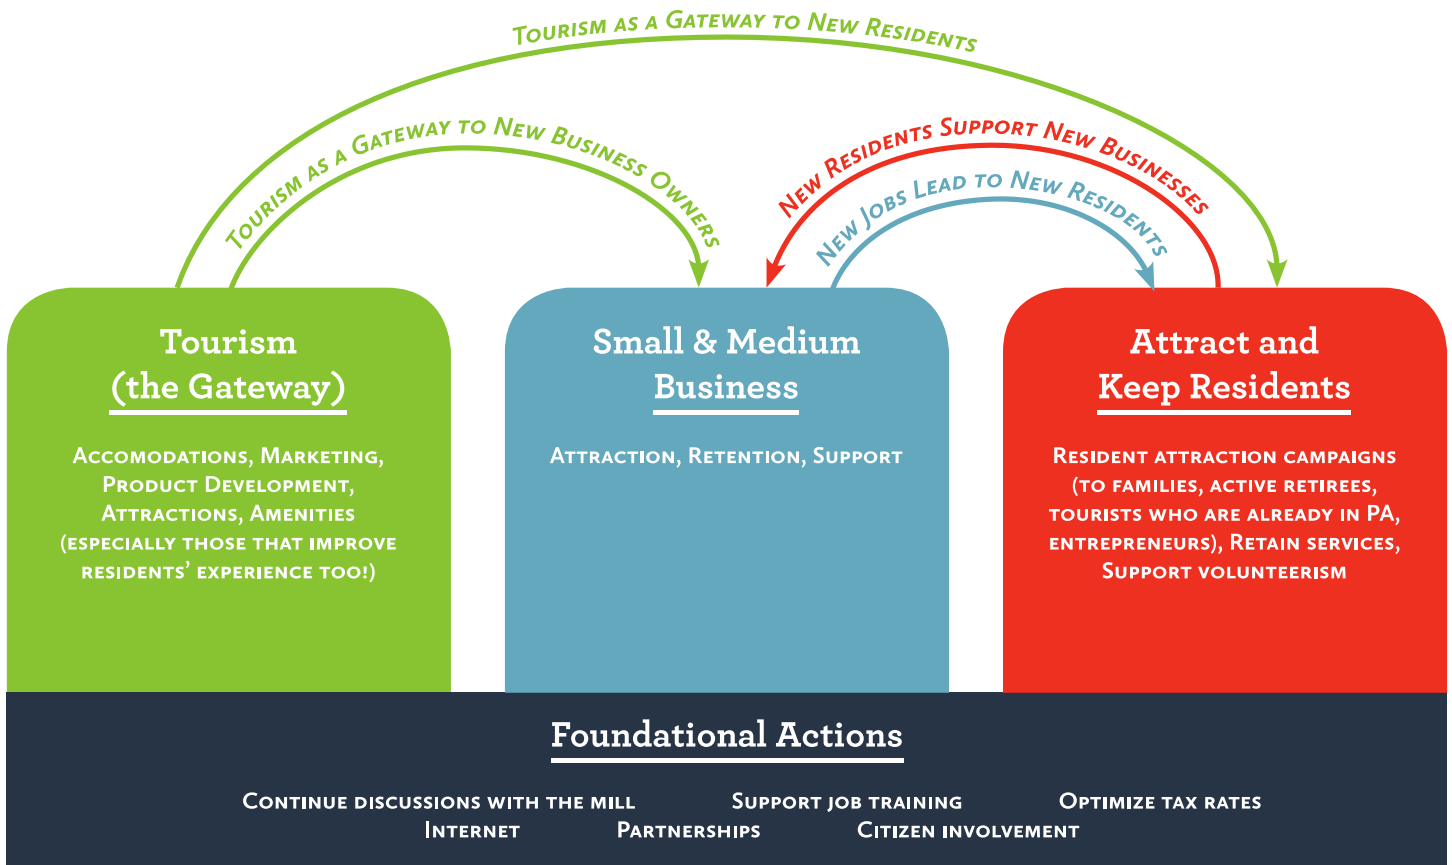 Tourism as a Gateway to New Residents
Tourism as a Gateway to New Business Owners
New Residents Support New Businesses
New Jobs Lead to New Residents
Tourism
(the Gateway)
Accomodations, Marketing,
Product Development,
Attractions, Amenities
(especially those that improve
residents’ experience too!)
Small & Medium
Business
Attraction, Retention, Support
Attract and
Keep Residents
Resident attraction campaigns
(to families, active retirees,
tourists who are already in PA,
entrepreneurs), Retain services,
Support volunteerism
Foundational Actions
Continue discussions with the mill Support job training Optimize tax rates
Internet Partnerships Citizen involvement